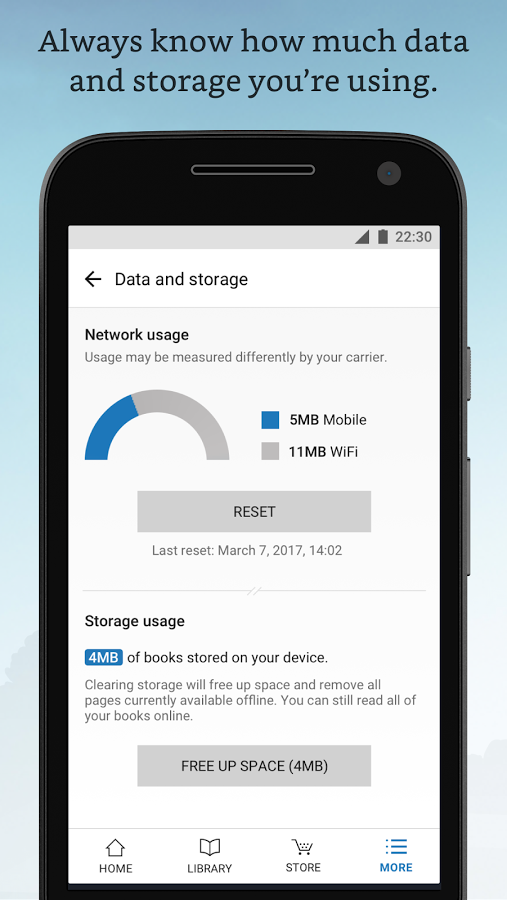 Always know how much data
and storage you're using.
22:30
Data and storage
Network usage
Usage may be measured differently by your carrier.
5MB Mobile
11MB WiFi
RESET
Last reset: March 7, 2017, 14:02
Storage usage
4MB of books stored on your device.
Clearing storage will free up space and remove all
pages currently available offline. You can still read all of
your books online.
FREE UP SPACE (4MB)
HOME LIBRARY STORE MORE